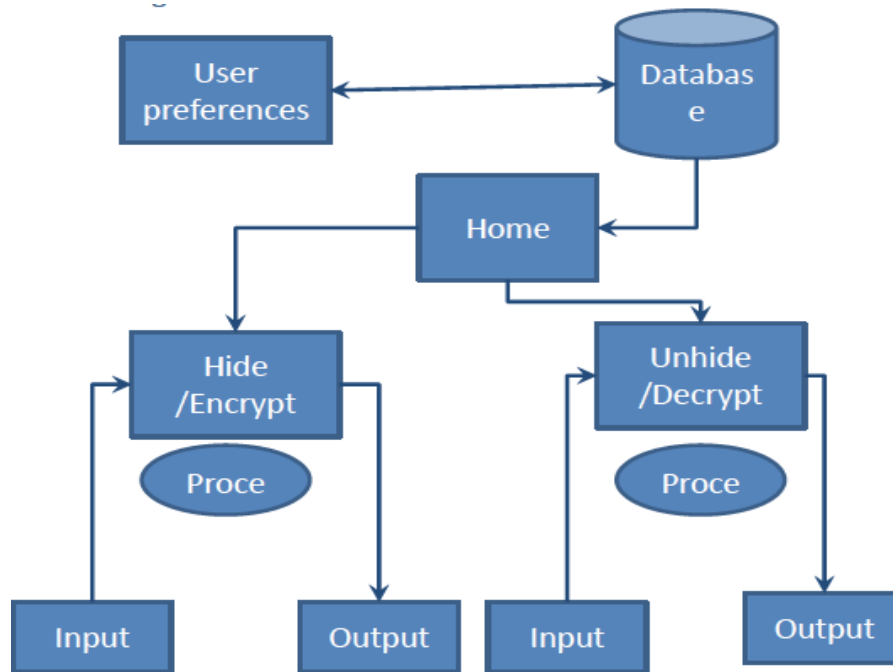 User
preferences
Databas
e
Home
Hide
/Encrypt
Unhide
/Decrypt
Proce
Proce
Input
Output
Input
Output